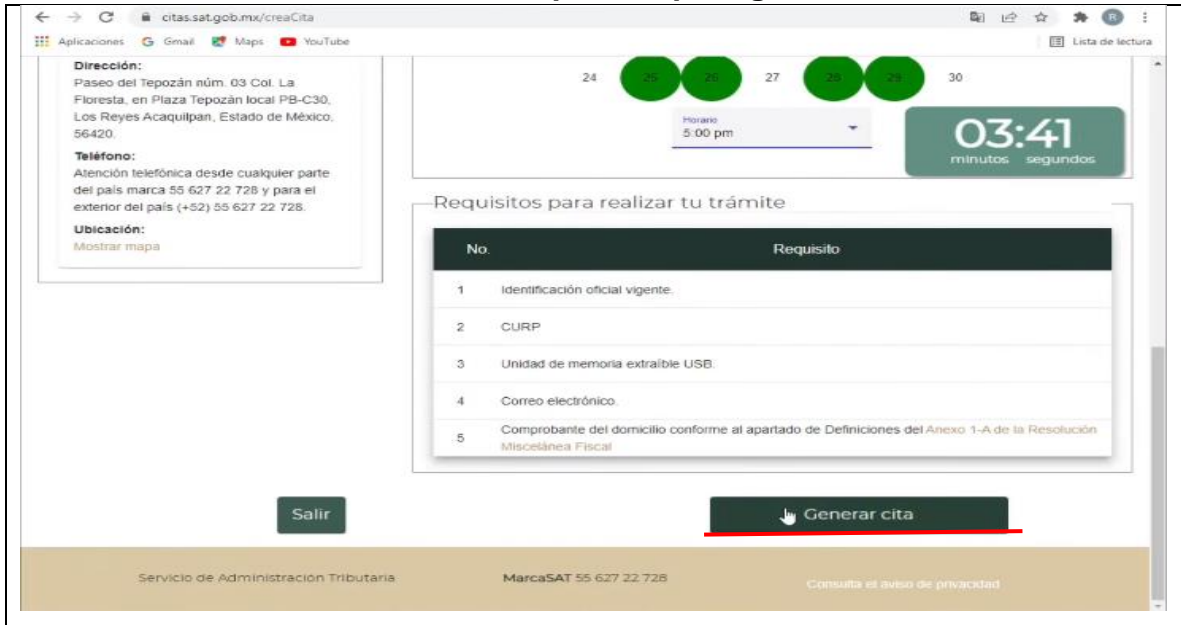 citas.sat.gob.mx/creaCita
R
Aplicaciones
Gmail
Maps
YouTube
Lista de lectura
Dirección:
Paseo del Tepozán núm. 03 Col. La
Floresta, en Plaza Tepozán local PB-C30,
Los Reyes Acaquilpan, Estado de México,
56420.
Teléfono:
Atención telefónica desde cualquier parte
del país marca 55 627 22 728 y para el
exterior del país (+52) 55 627 22 728.
Ubicación:
Mostrar mapa
24 25 26 27 28 29 30
Horario
5:00 pm
03:41
minutos segundos
Requisitos para realizar tu trámite
No. Requisito
1 Identificación oficial vigente.
2 CURP
3 Unidad de memoria extraíble USB.
4 Correo electrónico.
5 Comprobante del domicilio conforme al apartado de Definiciones del Anexo 1-A de la Resolución
Miscelánea Fiscal
Salir
Generar cita
Servicio de Administración Tributaria
MarcaSAT 55 627 22 728
Consulta el aviso de privacidad